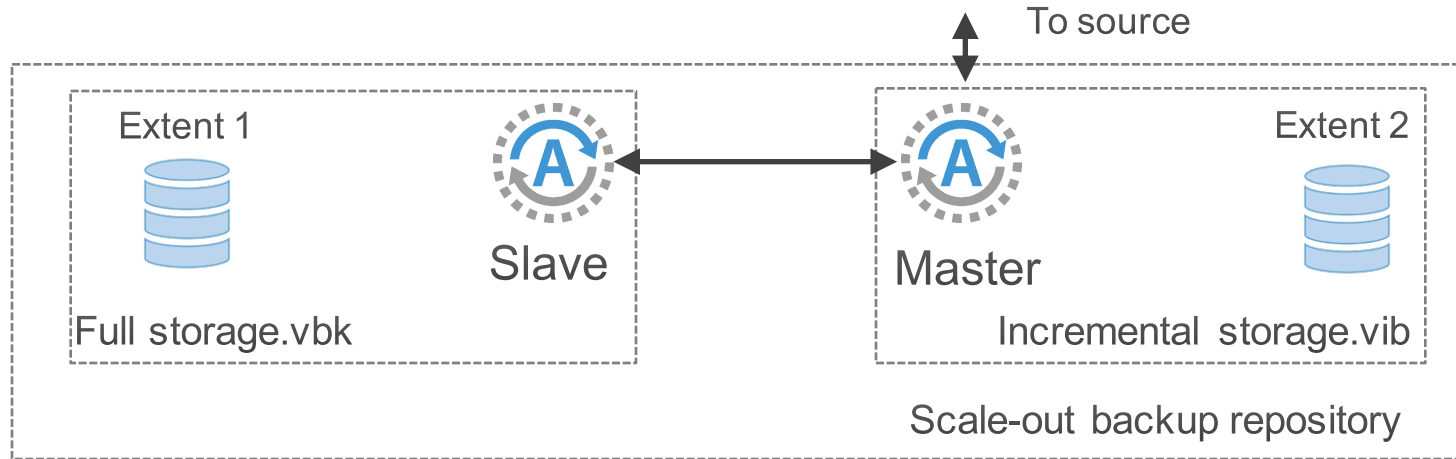 To source
Extent 1
A
Slave
Full storage.vbk
A
Master
Extent 2
Incremental storage.vib
Scale-out backup repository